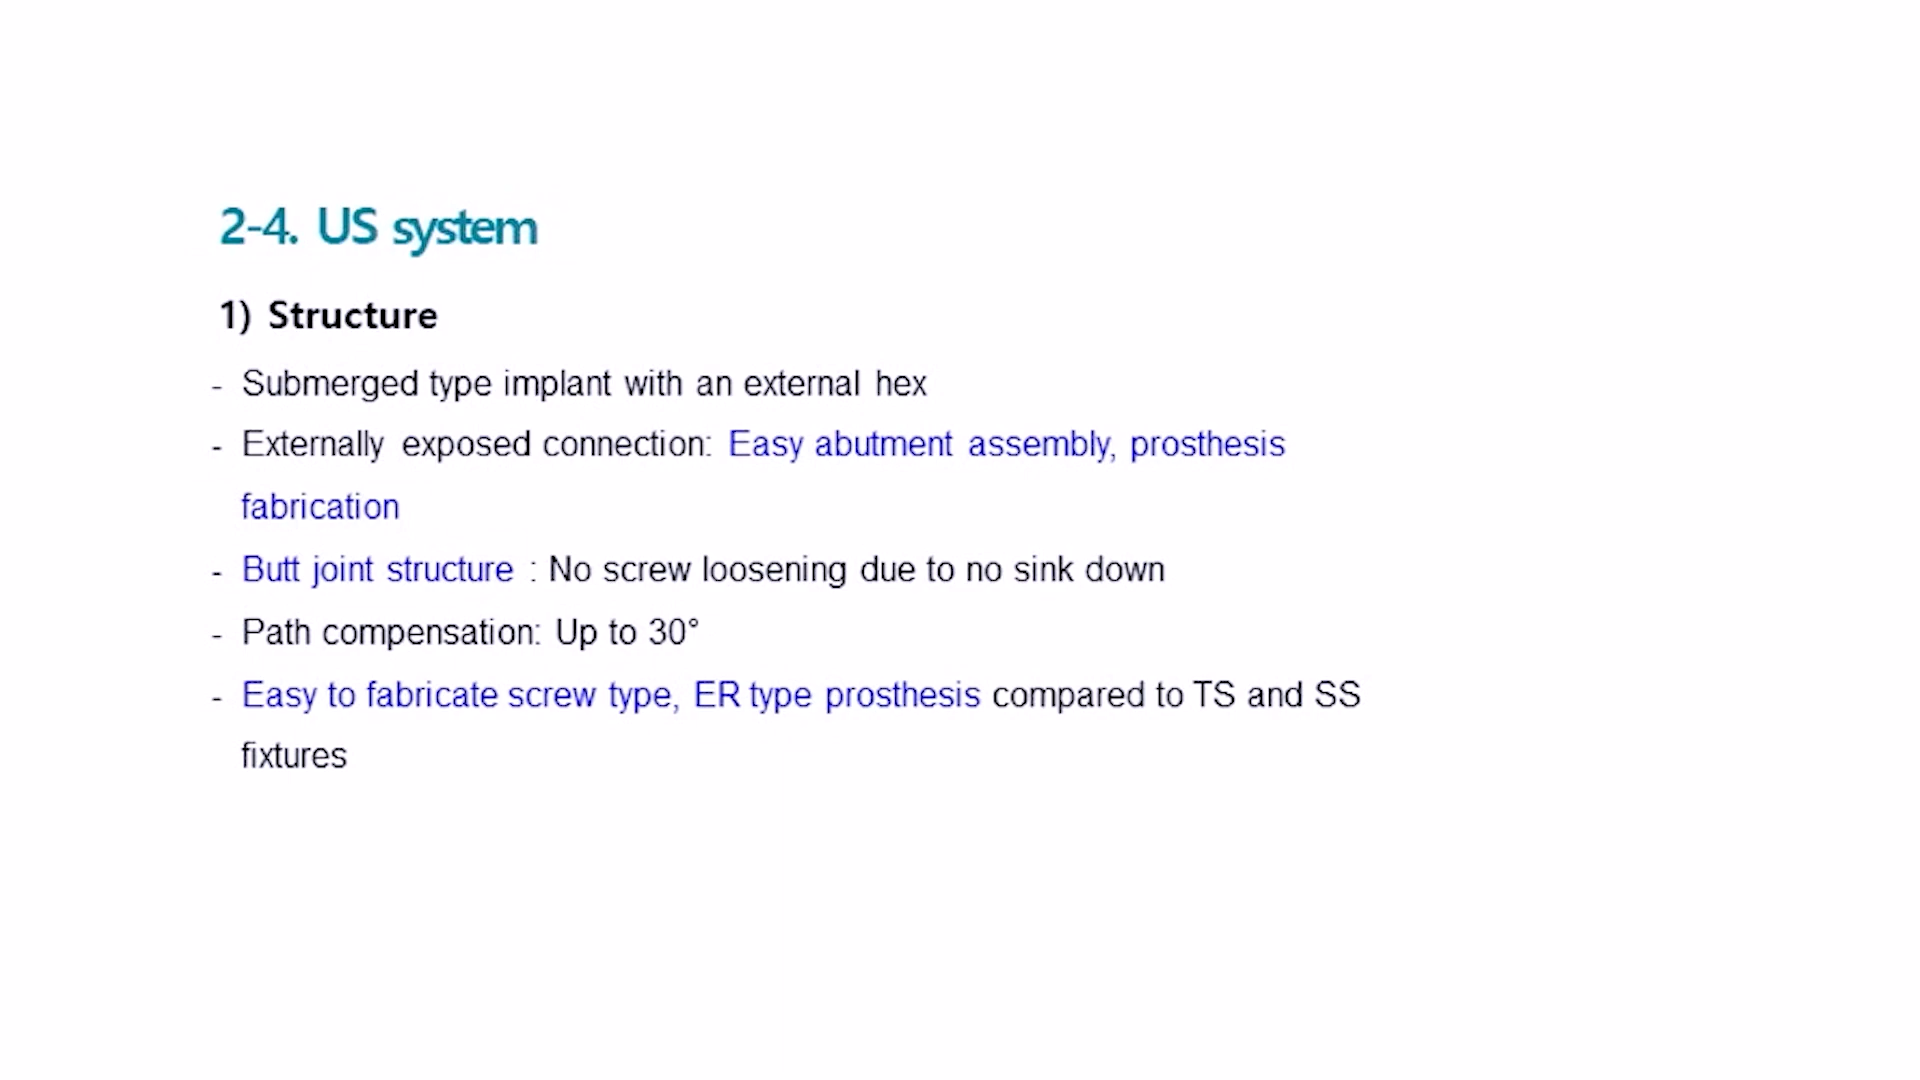 2-4. US system
1) Structure
- Submerged type implant with an external hex
- Externally exposed connection: Easy abutment assembly, prosthesis
fabrication
- Butt joint structure : No screw loosening due to no sink down
- Path compensation: Up to 30°
- Easy to fabricate screw type, ER type prosthesis compared to TS and SS
fixtures